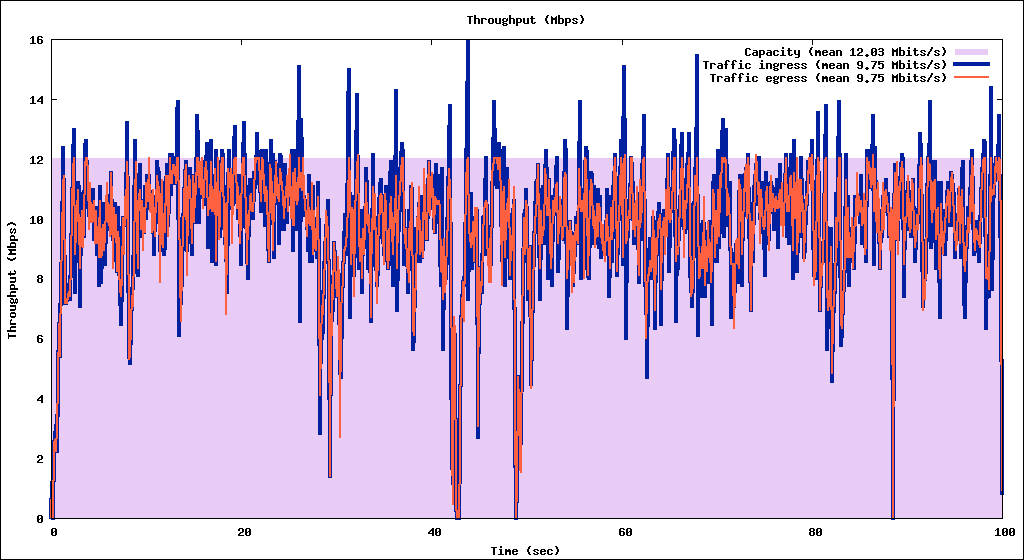 Throughput (Mbps)
Capacity (mean 12.03 Mbits/s)
Traffic ingress (mean 9.75 Mbits/s)
Traffic egress (mean 9.75 Mbits/s)
Throughput (Mbps)
16
14
12
10
8
6
4
2
0
0 20 40 60 80 100
Time (sec)